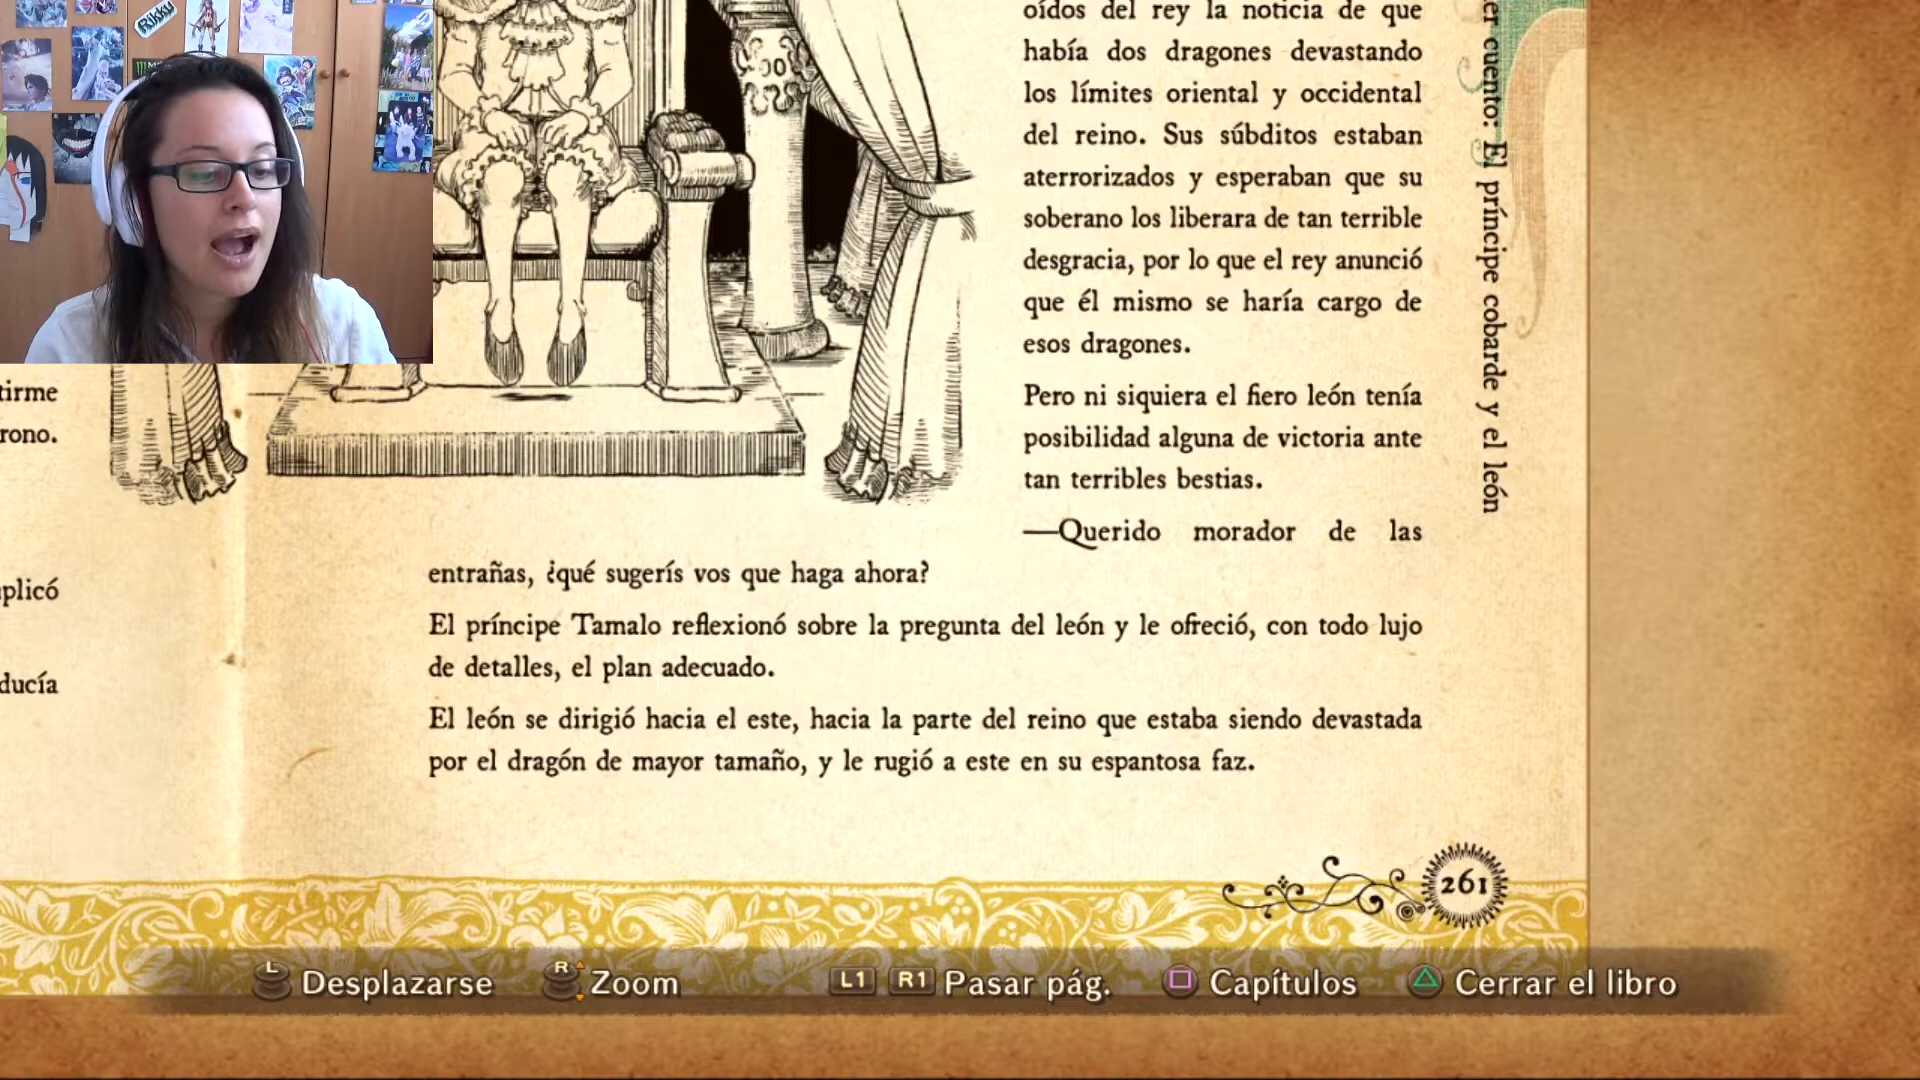 Rikku
oídos del rey la noticia de que
había dos dragones devastando
los límites oriental y occidental
del reino. Sus súbditos estaban
aterrorizados y esperaban que su
soberano los liberara de tan terrible
desgracia, por lo que el rey anunció
que él mismo se haría cargo de
esos dragones.
Pero ni siquiera el fiero león tenía
posibilidad alguna de victoria ante
tan terribles bestias.
—Querido morador de las
entrañas, ¿qué sugerís vos que haga ahora?
El príncipe Tamalo reflexionó sobre la pregunta del león y le ofreció, con todo lujo
de detalles, el plan adecuado.
El león se dirigió hacia el este, hacia la parte del reino que estaba siendo devastada
por el dragón de mayor tamaño, y le rugió a este en su espantosa faz.
tirme
rono.
plicó
ducía
er cuento: El príncipe cobarde y el león
261
L Desplazarse R Zoom L1 R1 Pasar pág. Capítulos Cerrar el libro